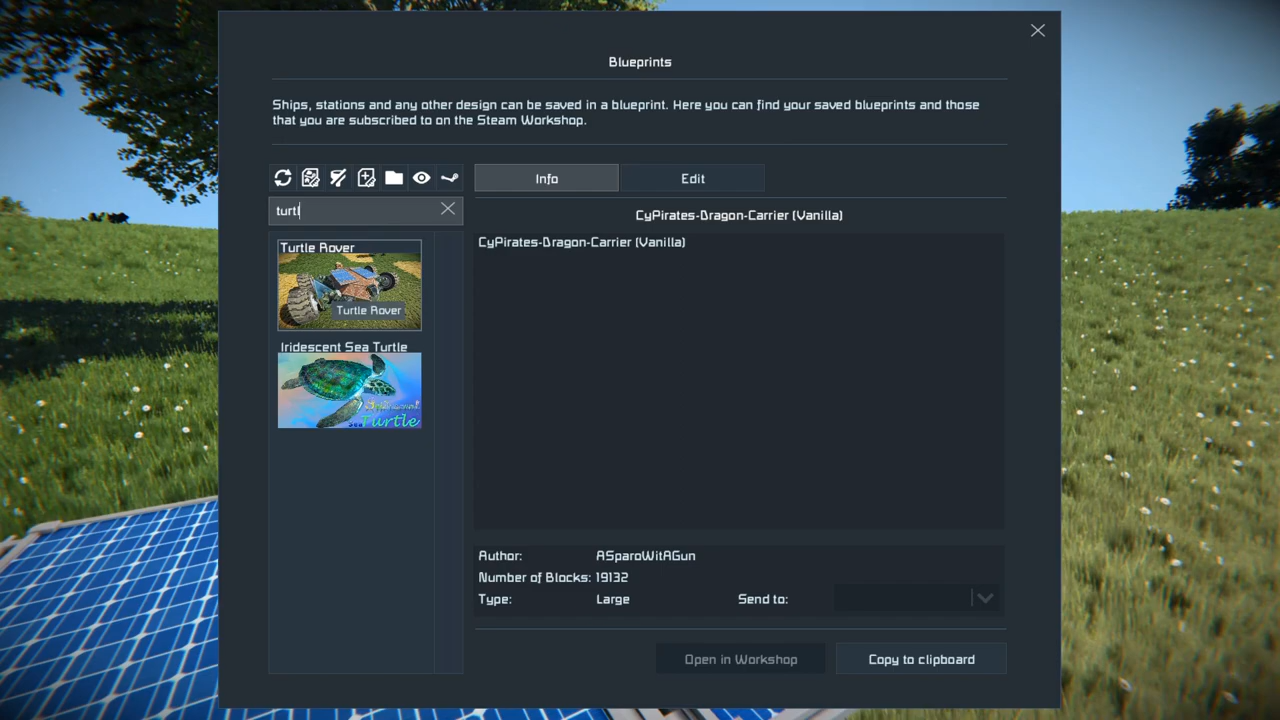 Blueprints
Ships, stations and any other design can be saved in a blueprint. Here you can find your saved blueprints and those
that you are subscribed to on the Steam Workshop.
Info
Edit
turtl
CyPirates-Dragon-Carrier (Vanilla)
CyPirates-Dragon-Carrier (Vanilla)
Turtle Rover
Turtle Rover
Iridescent Sea Turtle
Turtle
Author: ASparoWitAGun
Number of Blocks: 19132
Type: Large
Send to:
Open in Workshop
Copy to clipboard